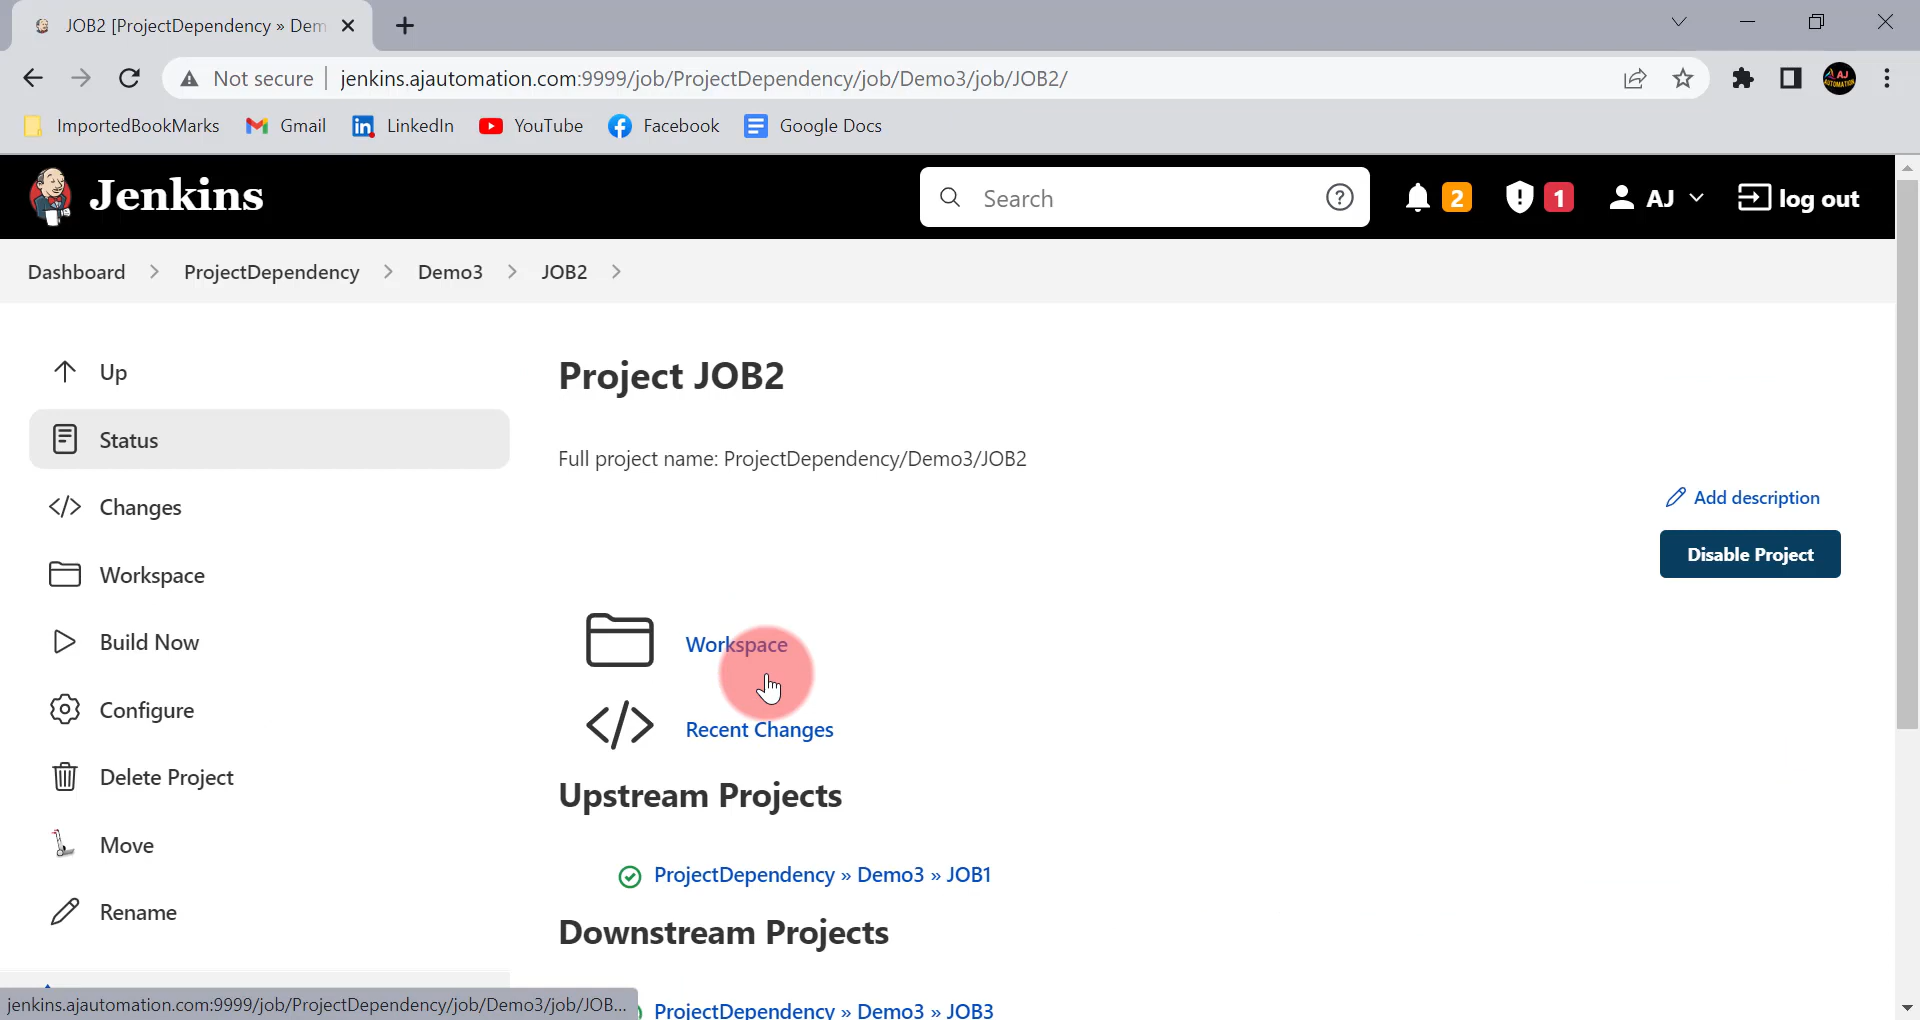 JOB2 [ProjectDependency » Dem
Not secure jenkins.ajautomation.com:9999/job/ProjectDependency/job/Demo3/job/JOB2/
ImportedBookMarks Gmail LinkedIn YouTube Facebook Google Docs
Jenkins Search 2 1 AJ log out
Dashboard ProjectDependency Demo3 JOB2
Up
Status
Changes
Workspace
Build Now
Configure
Delete Project
Move
Rename
Project JOB2
Full project name: ProjectDependency/Demo3/JOB2
Add description
Disable Project
Workspace
Recent Changes
Upstream Projects
ProjectDependency » Demo3 » JOB1
Downstream Projects
ProjectDependency » Demo3 » JOB3
jenkins.ajautomation.com:9999/job/ProjectDependency/job/Demo3/job/JOB...